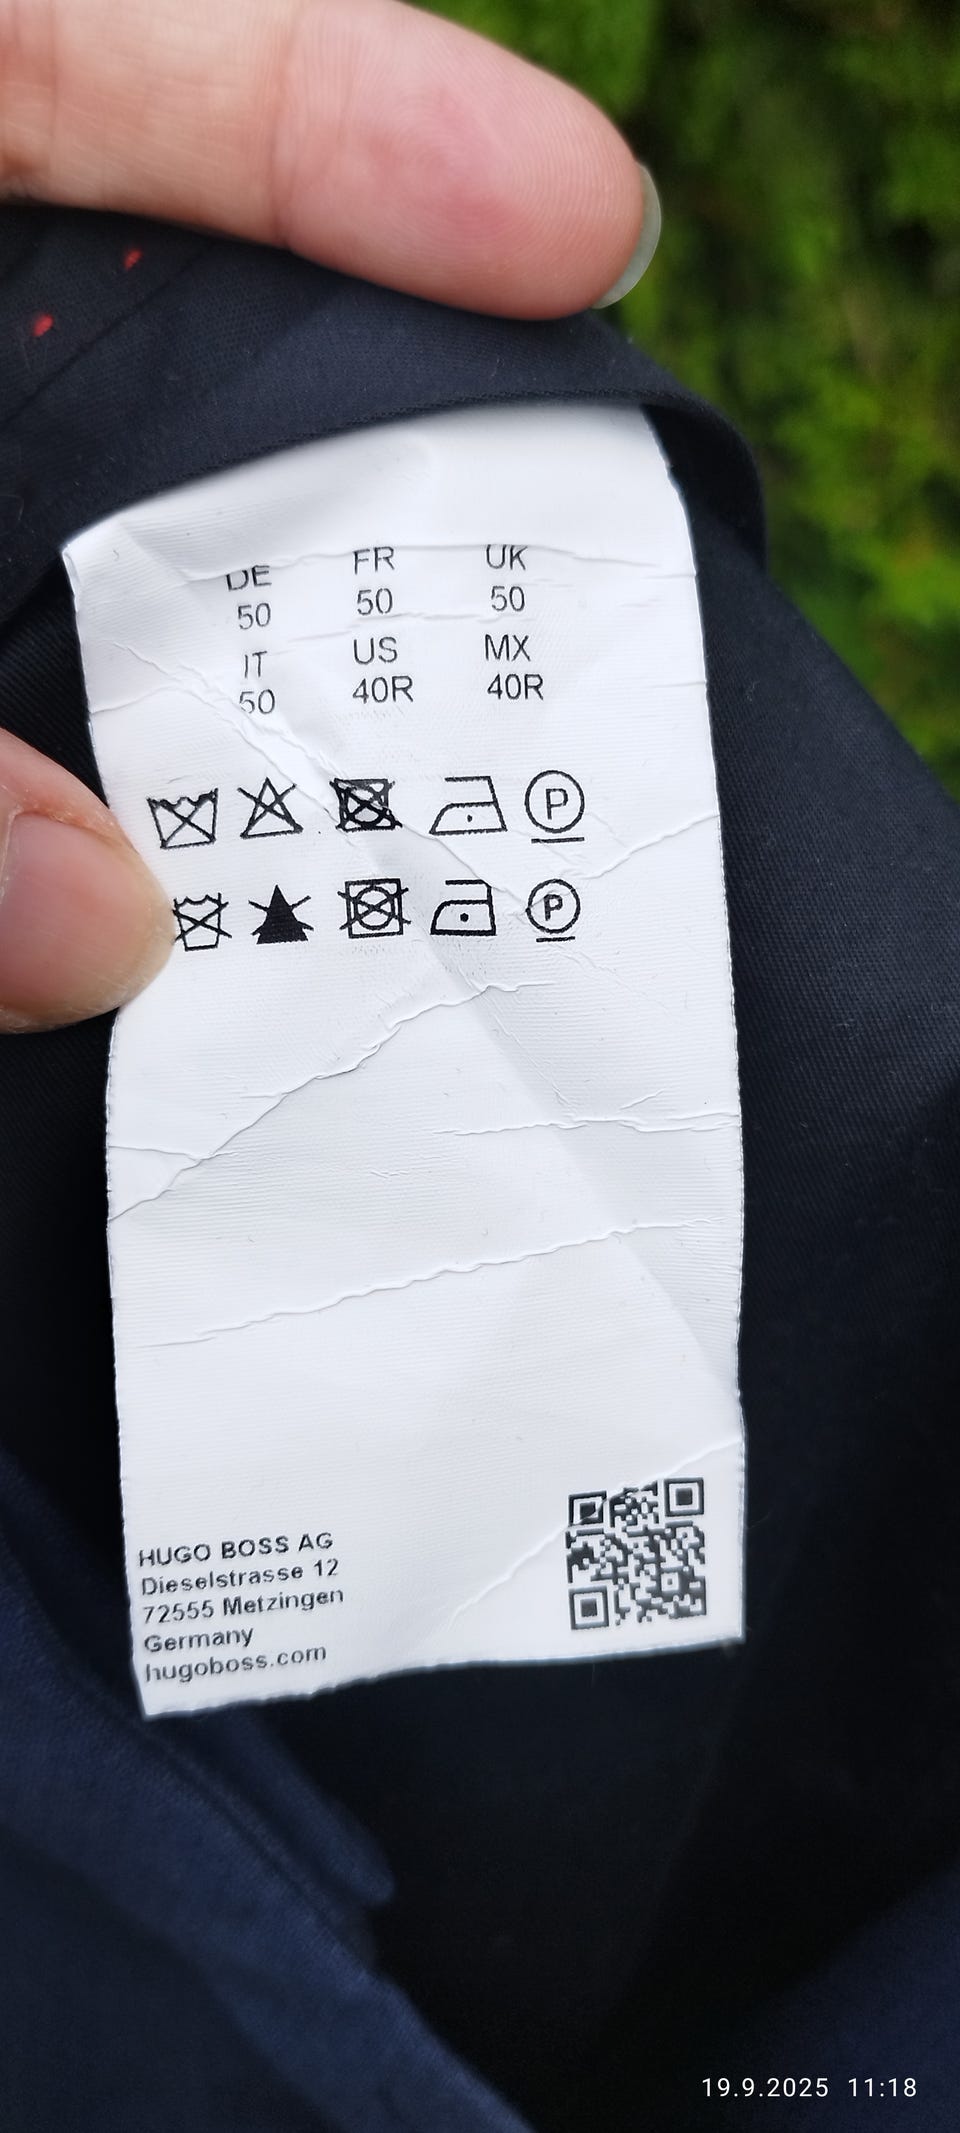 DE FR UK
50 50 50
IT US MX
50 40R 40R
P
P
HUGO BOSS AG
Dieselstrasse 12
72555 Metzingen
Germany
hugoboss.com
19.9.2025 11:18